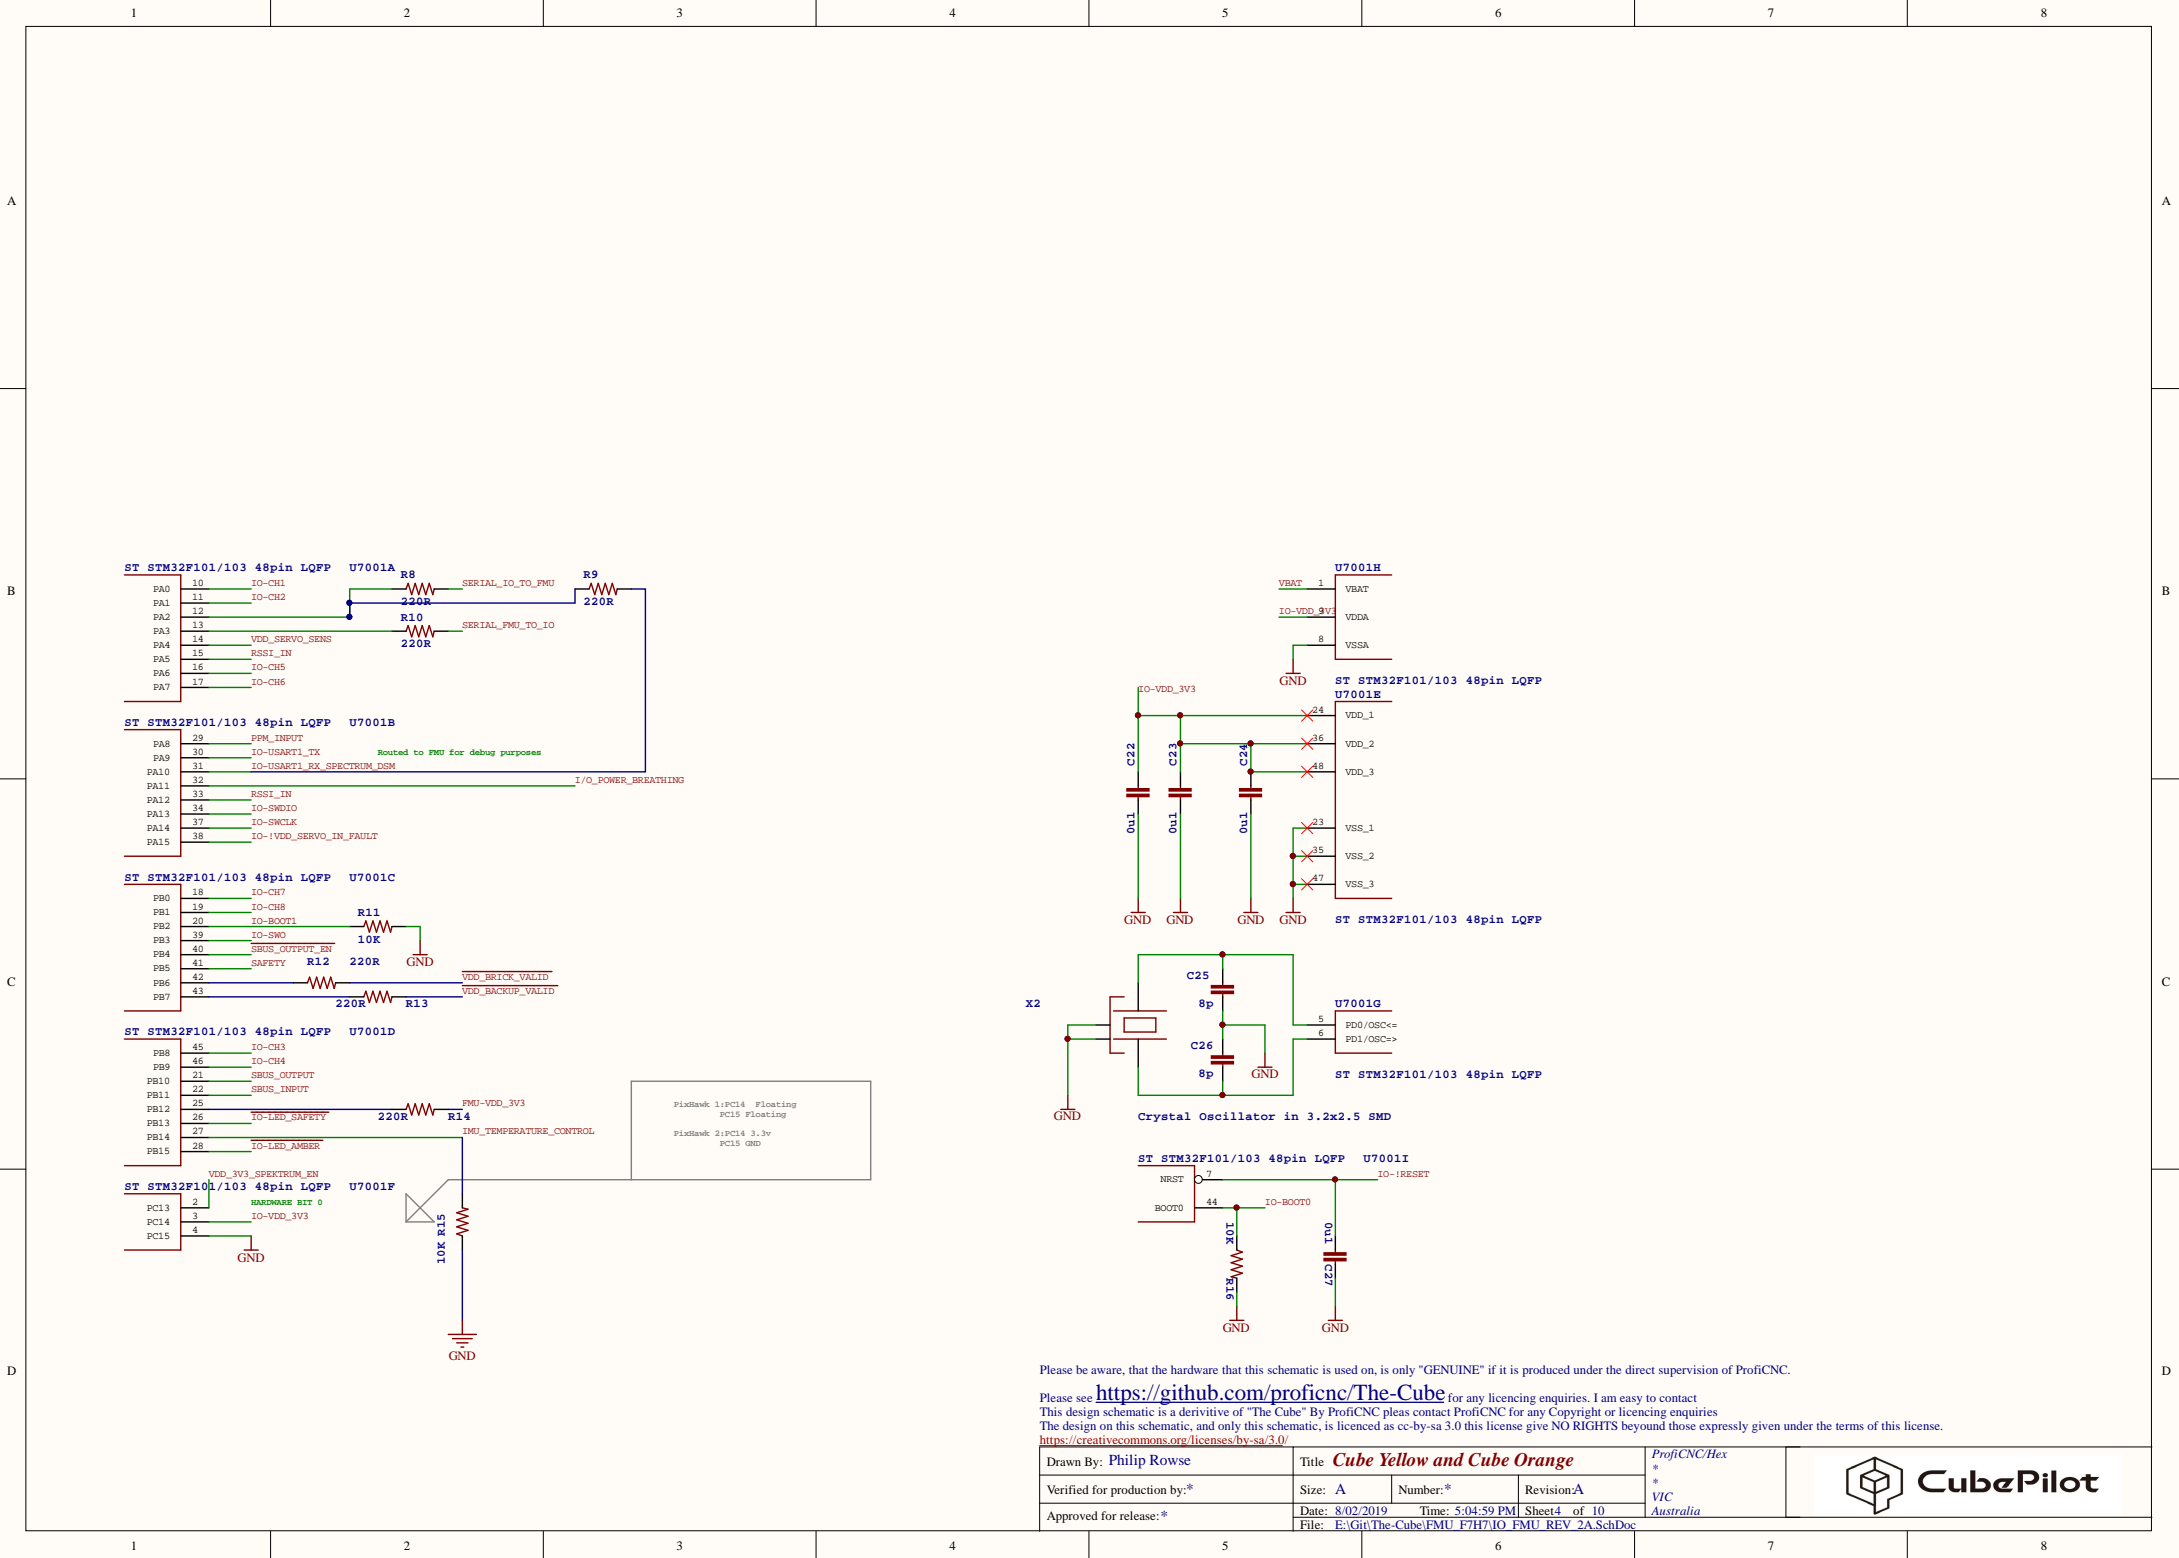 1 2 3 4 5 6 7 8
A A
B B
C C
D D
ST STM32F101/103 48pin LQFP U7001A
PA0 10 IO-CH1
PA1 11 IO-CH2
PA2 12
PA3 13
PA4 14 VDD_SERVO_SENS
PA5 15 RSSI_IN
PA6 16 IO-CH5
PA7 17 IO-CH6
R8
220R
SERIAL_IO_TO_FMU
R9
220R
R10
220R
SERIAL_FMU_TO_IO
ST STM32F101/103 48pin LQFP U7001B
PA8 29 PPM_INPUT
PA9 30 IO-USART1_TX
Routed to FMU for debug purposes
PA10 31 IO-USART1_RX_SPECTRUM_DSM
PA11 32 I/O_POWER_BREATHING
PA12 33 RSSI_IN
PA13 34 IO-SWDIO
PA14 37 IO-SWCLK
PA15 38 IO-!VDD_SERVO_IN_FAULT
ST STM32F101/103 48pin LQFP U7001C
PB0 18 IO-CH7
PB1 19 IO-CH8
PB2 20 IO-BOOT1
PB3 39 IO-SWO
PB4 40 SBUS_OUTPUT_EN
PB5 41 SAFETY
PB6 42
PB7 43
R11
10K
GND
R12 220R
VDD_BRICK_VALID
VDD_BACKUP_VALID
220R R13
ST STM32F101/103 48pin LQFP U7001D
PB8 45 IO-CH3
PB9 46 IO-CH4
PB10 21 SBUS_OUTPUT
PB11 22 SBUS_INPUT
PB12 25
PB13 26 IO-LED_SAFETY
PB14 27
PB15 28 IO-LED_AMBER
220R R14
FMU-VDD_3V3
IMU_TEMPERATURE_CONTROL
PixHawk 1:PC14 Floating
PC15 Floating
PixHawk 2:PC14 3.3v
PC15 GND
VDD_3V3_SPEKTRUM_EN
ST STM32F101/103 48pin LQFP U7001F
PC13 2
HARDWARE BIT 0
PC14 3 IO-VDD_3V3
PC15 4
GND
10K R15
GND
U7001H
VBAT 1 VBAT
IO-VDD_3V3 9 VDDA
8 VSSA
GND
ST STM32F101/103 48pin LQFP
U7001E
IO-VDD_3V3
24 VDD_1
36 VDD_2
48 VDD_3
23 VSS_1
35 VSS_2
47 VSS_3
C22 C23 C24
0u1 0u1 0u1
GND GND GND GND
ST STM32F101/103 48pin LQFP
X2
C25
8p
C26
8p
GND
GND
U7001G
5 PD0/OSC<=
6 PD1/OSC=>
ST STM32F101/103 48pin LQFP
Crystal Oscillator in 3.2x2.5 SMD
ST STM32F101/103 48pin LQFP U7001I
NRST 7 IO-!RESET
BOOT0 44 IO-BOOT0
10K
R16
0u1
C27
GND GND
Please be aware, that the hardware that this schematic is used on, is only "GENUINE" if it is produced under the direct supervision of ProfiCNC.
Please see https://github.com/proficnc/The-Cube for any licencing enquiries. I am easy to contact
This design schematic is a derivitive of "The Cube" By ProfiCNC pleas contact ProfiCNC for any Copyright or licencing enquiries
The design on this schematic, and only this schematic, is licenced as cc-by-sa 3.0 this license give NO RIGHTS beyound those expressly given under the terms of this license.
https://creativecommons.org/licenses/by-sa/3.0/
Drawn By: Philip Rowse
Verified for production by:*
Approved for release:*
Title Cube Yellow and Cube Orange
Size: A Number:* Revision:A
Date: 8/02/2019 Time: 5:04:59 PM Sheet4 of 10
File: E:\Git\The-Cube\FMU_F7H7\IO_FMU_REV_2A.SchDoc
ProfiCNC/Hex
*
*
VIC
Australia
CubePilot
1 2 3 4 5 6 7 8